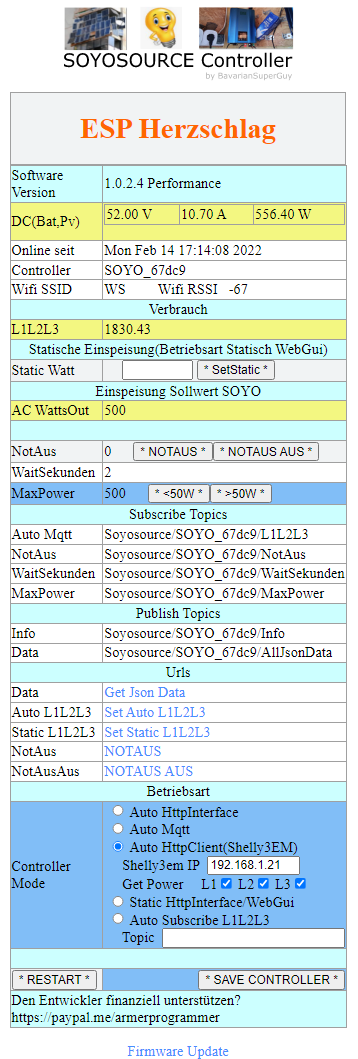 SOYOSOURCE Controller
by BavarianSuperGuy
ESP Herzschlag
Software Version 1.0.2.4 Performance
DC(Bat,Pv) 52.00 V 10.70 A 556.40 W
Online seit Mon Feb 14 17:14:08 2022
Controller SOYO_67dc9
Wifi SSID WS Wifi RSSI -67
Verbrauch
L1L2L3 1830.43
Statische Einspeisung(Betriebsart Statisch WebGui)
Static Watt * SetStatic *
Einspeisung Sollwert SOYO
AC WattsOut 500
NotAus 0 * NOTAUS * * NOTAUS AUS *
WaitSekunden 2
MaxPower 500 * <50W * * >50W *
Subscribe Topics
Auto Mqtt Soyosource/SOYO_67dc9/L1L2L3
NotAus Soyosource/SOYO_67dc9/NotAus
WaitSekunden Soyosource/SOYO_67dc9/WaitSekunden
MaxPower Soyosource/SOYO_67dc9/MaxPower
Publish Topics
Info Soyosource/SOYO_67dc9/Info
Data Soyosource/SOYO_67dc9/AllJsonData
Urls
Data Get Json Data
Auto L1L2L3 Set Auto L1L2L3
Static L1L2L3 Set Static L1L2L3
NotAus NOTAUS
NotAusAus NOTAUS AUS
Betriebsart
Controller Mode
Auto HttpInterface
Auto Mqtt
Auto HttpClient(Shelly3EM)
Shelly3em IP 192.168.1.21
Get Power L1 L2 L3
Static HttpInterface/WebGui
Auto Subscribe L1L2L3
Topic
* RESTART * * SAVE CONTROLLER *
Den Entwickler finanziell unterstützen?
https://paypal.me/armerprogrammer
Firmware Update